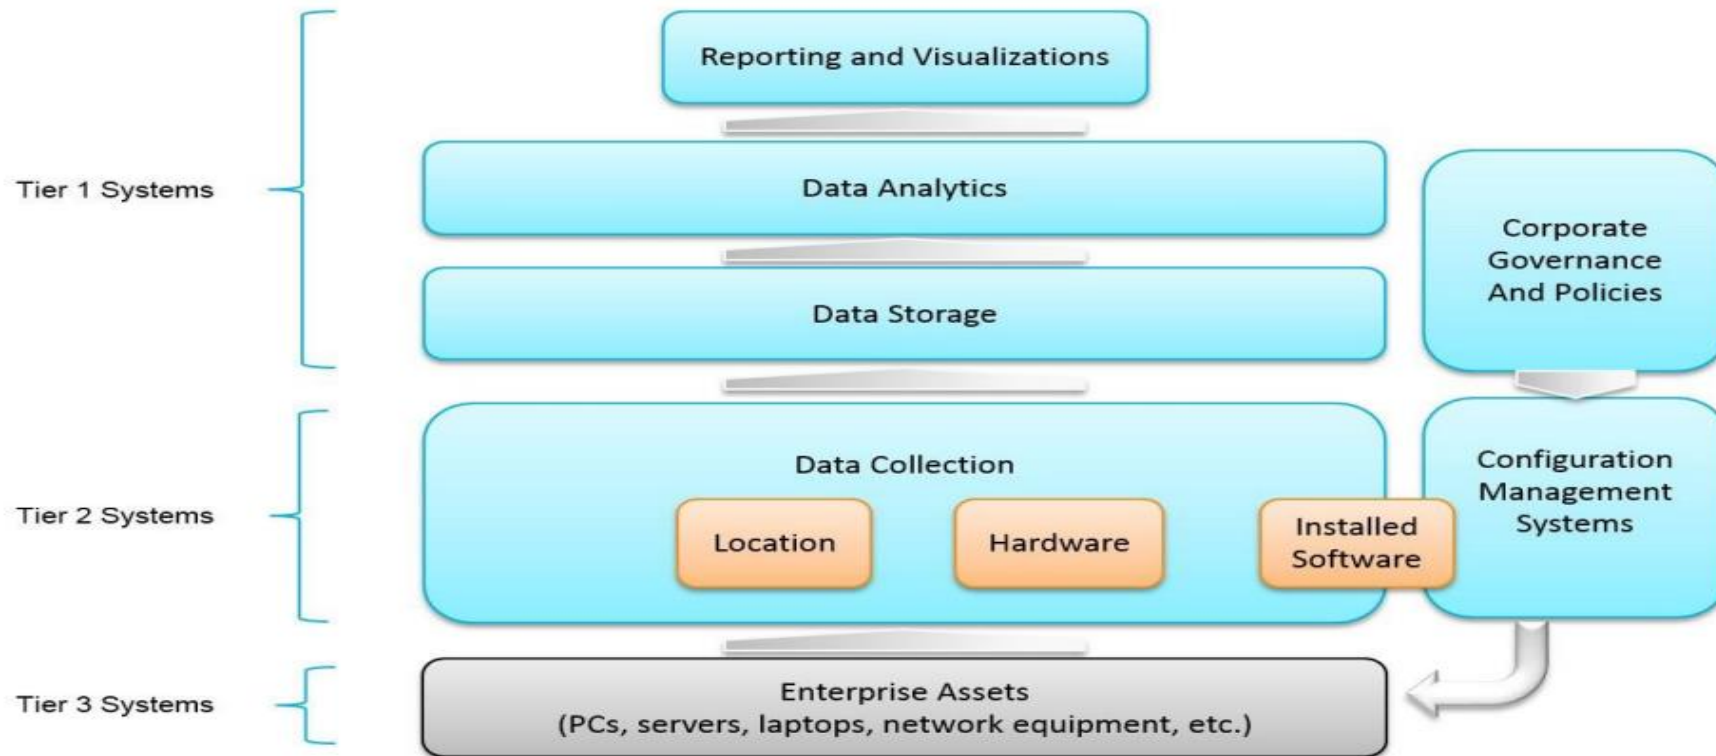 Reporting and Visualizations
Tier 1 Systems
Data Analytics
Data Storage
Corporate
Governance
And Policies
Tier 2 Systems
Data Collection
Location
Hardware
Installed
Software
Configuration
Management
Systems
Tier 3 Systems
Enterprise Assets
(PCs, servers, laptops, network equipment, etc.)